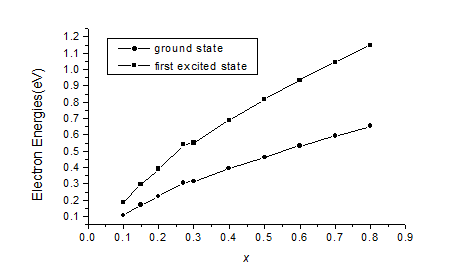 1.2
1.1
1.0
0.9
0.8
0.7
0.6
0.5
0.4
0.3
0.2
0.1
Electron Energies(eV)
ground state
first excited state
0.0 0.1 0.2 0.3 0.4 0.5 0.6 0.7 0.8 0.9
x